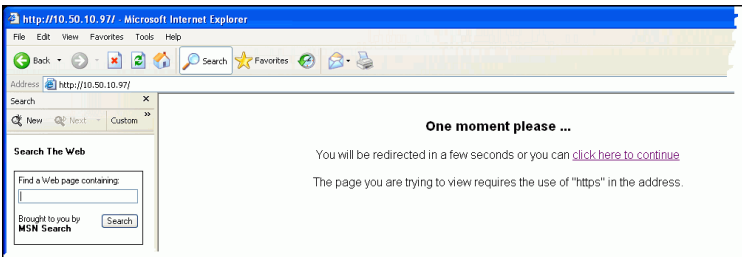 http://10.50.10.97/ - Microsoft Internet Explorer
File Edit View Favorites Tools Help
Back Search Favorites
Address http://10.50.10.97/
Search ×
New Next Custom »
Search The Web
Find a Web page containing:
Brought to you by
MSN Search
Search
One moment please ...
You will be redirected in a few seconds or you can click here to continue
The page you are trying to view requires the use of "https" in the address.